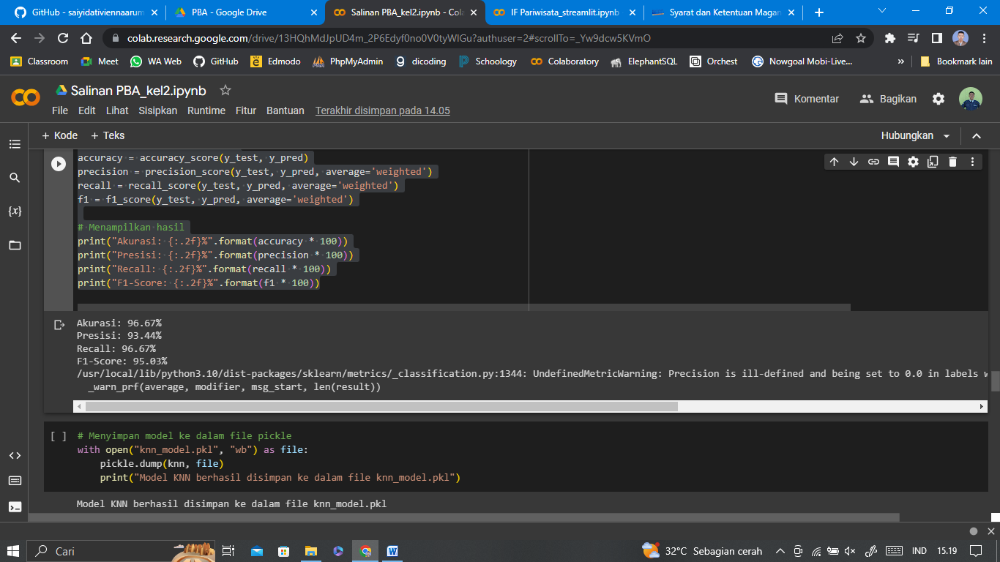 GitHub - saiyidativiennaarum
PBA - Google Drive
Salinan PBA_kel2.ipynb - Cola
IF Pariwisata_streamlit.ipynb
Syarat dan Ketentuan Magan
colab.research.google.com/drive/13HQhMdJpUD4m_2P6Edyf0no0V0tyWIGu?authuser=2#scrollTo=_Yw9dcw5KVmO
Classroom Meet WA Web GitHub Edmodo PhpMyAdmin dicoding Schoology Colaboratory ElephantSQL Orchest Nowgoal Mobi-Live... » Bookmark lain
Salinan PBA_kel2.ipynb
Komentar Bagikan
File Edit Lihat Sisipkan Runtime Fitur Bantuan Terakhir disimpan pada 14.05
+ Kode + Teks Hubungkan
accuracy = accuracy_score(y_test, y_pred)
precision = precision_score(y_test, y_pred, average='weighted')
recall = recall_score(y_test, y_pred, average='weighted')
f1 = f1_score(y_test, y_pred, average='weighted')
# Menampilkan hasil
print("Akurasi: {:.2f}%".format(accuracy * 100))
print("Presisi: {:.2f}%".format(precision * 100))
print("Recall: {:.2f}%".format(recall * 100))
print("F1-Score: {:.2f}%".format(f1 * 100))
Akurasi: 96.67%
Presisi: 93.44%
Recall: 96.67%
F1-Score: 95.03%
/usr/local/lib/python3.10/dist-packages/sklearn/metrics/_classification.py:1344: UndefinedMetricWarning: Precision is ill-defined and being set to 0.0 in labels w
_warn_prf(average, modifier, msg_start, len(result))
[ ] # Menyimpan model ke dalam file pickle
with open("knn_model.pkl", "wb") as file:
pickle.dump(knn, file)
print("Model KNN berhasil disimpan ke dalam file knn_model.pkl")
Model KNN berhasil disimpan ke dalam file knn_model.pkl
Cari
32°C Sebagian cerah IND 15.19